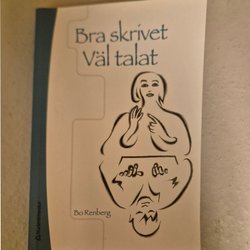 Bra skrivet
Väl talat
Bo Renberg